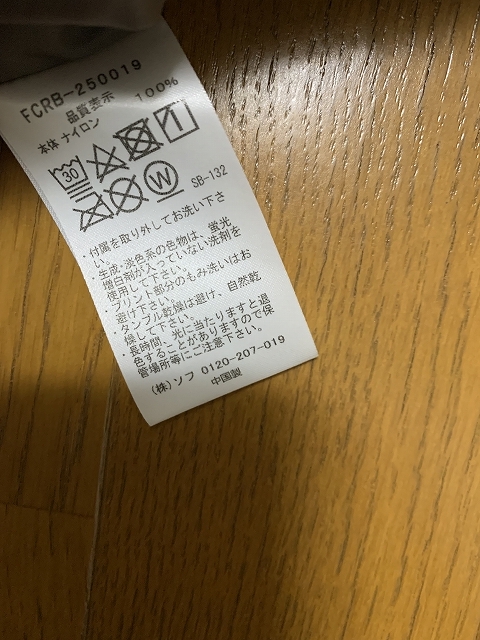 FCRB-250019
品質表示
本体 ナイロン 100%
30
W
SB-132
・付属を取り外してお洗い下さ
い。
・生成・淡色系の色物は、蛍光
増白剤が入っていない洗剤を
使用して下さい。
・プリント部分のもみ洗いはお
避け下さい。
・タンブル乾燥は避け、自然乾
燥して下さい。
・長時間、光に当たりますと退
色することがありますので保
管場所等にご注意下さい。
(株)ソフ 0120-207-019
中国製